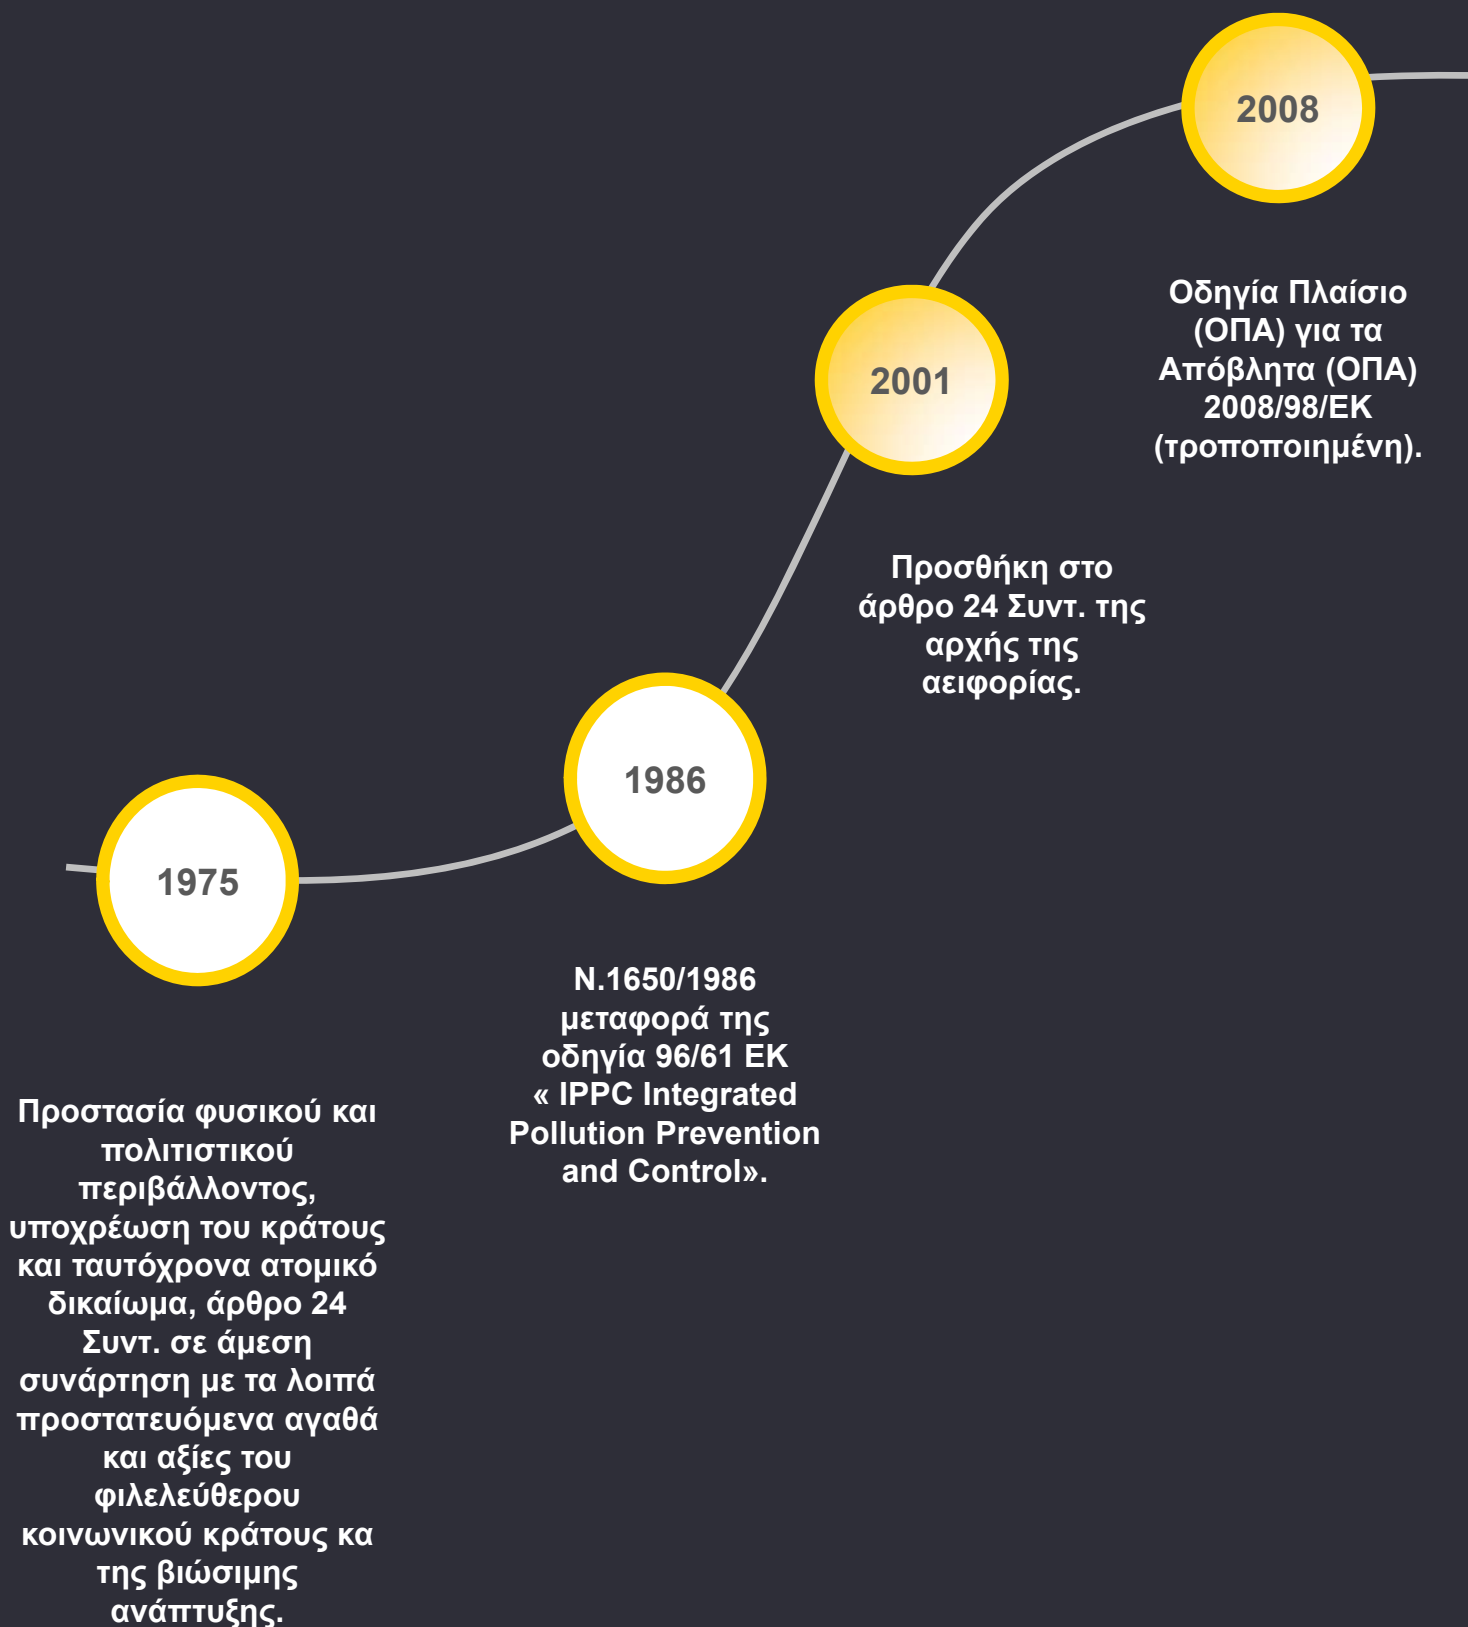 1975
Προστασία φυσικού και
πολιτιστικού
περιβάλλοντος,
υποχρέωση του κράτους
και ταυτόχρονα ατομικό
δικαίωμα, άρθρο 24
Συντ. σε άμεση
συνάρτηση με τα λοιπά
προστατευόμενα αγαθά
και αξίες του
φιλελεύθερου
κοινωνικού κράτους κα
της βιώσιμης
ανάπτυξης.
1986
Ν.1650/1986
μεταφορά της
οδηγία 96/61 ΕΚ
« IPPC Integrated
Pollution Prevention
and Control».
2001
Προσθήκη στο
άρθρο 24 Συντ. της
αρχής της
αειφορίας.
2008
Οδηγία Πλαίσιο
(ΟΠΑ) για τα
Απόβλητα (ΟΠΑ)
2008/98/ΕΚ
(τροποποιημένη).